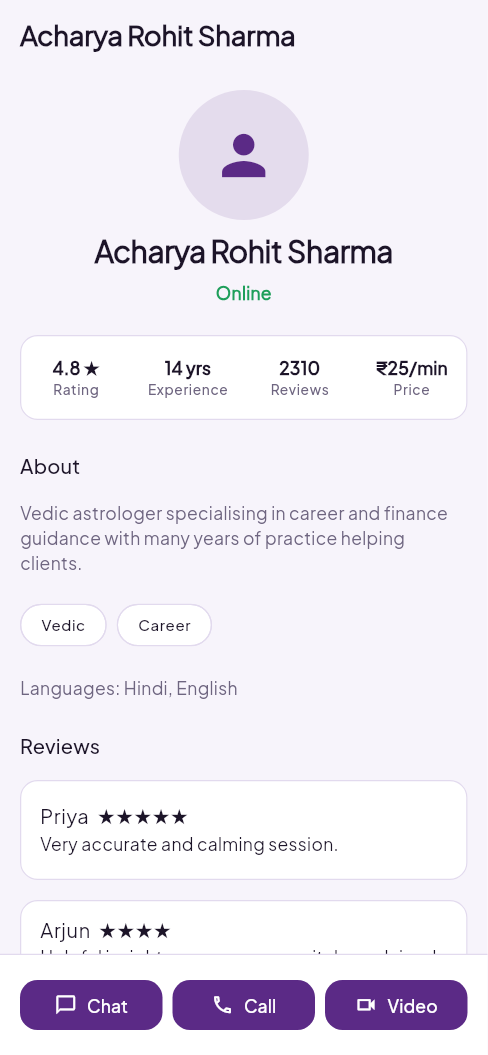 Acharya Rohit Sharma
Acharya Rohit Sharma
Online
4.8 ★ 14 yrs 2310 ₹25/min
Rating Experience Reviews Price
About
Vedic astrologer specialising in career and finance
guidance with many years of practice helping
clients.
Vedic Career
Languages: Hindi, English
Reviews
Priya ★★★★★
Very accurate and calming session.
Arjun ★★★★
Chat Call Video